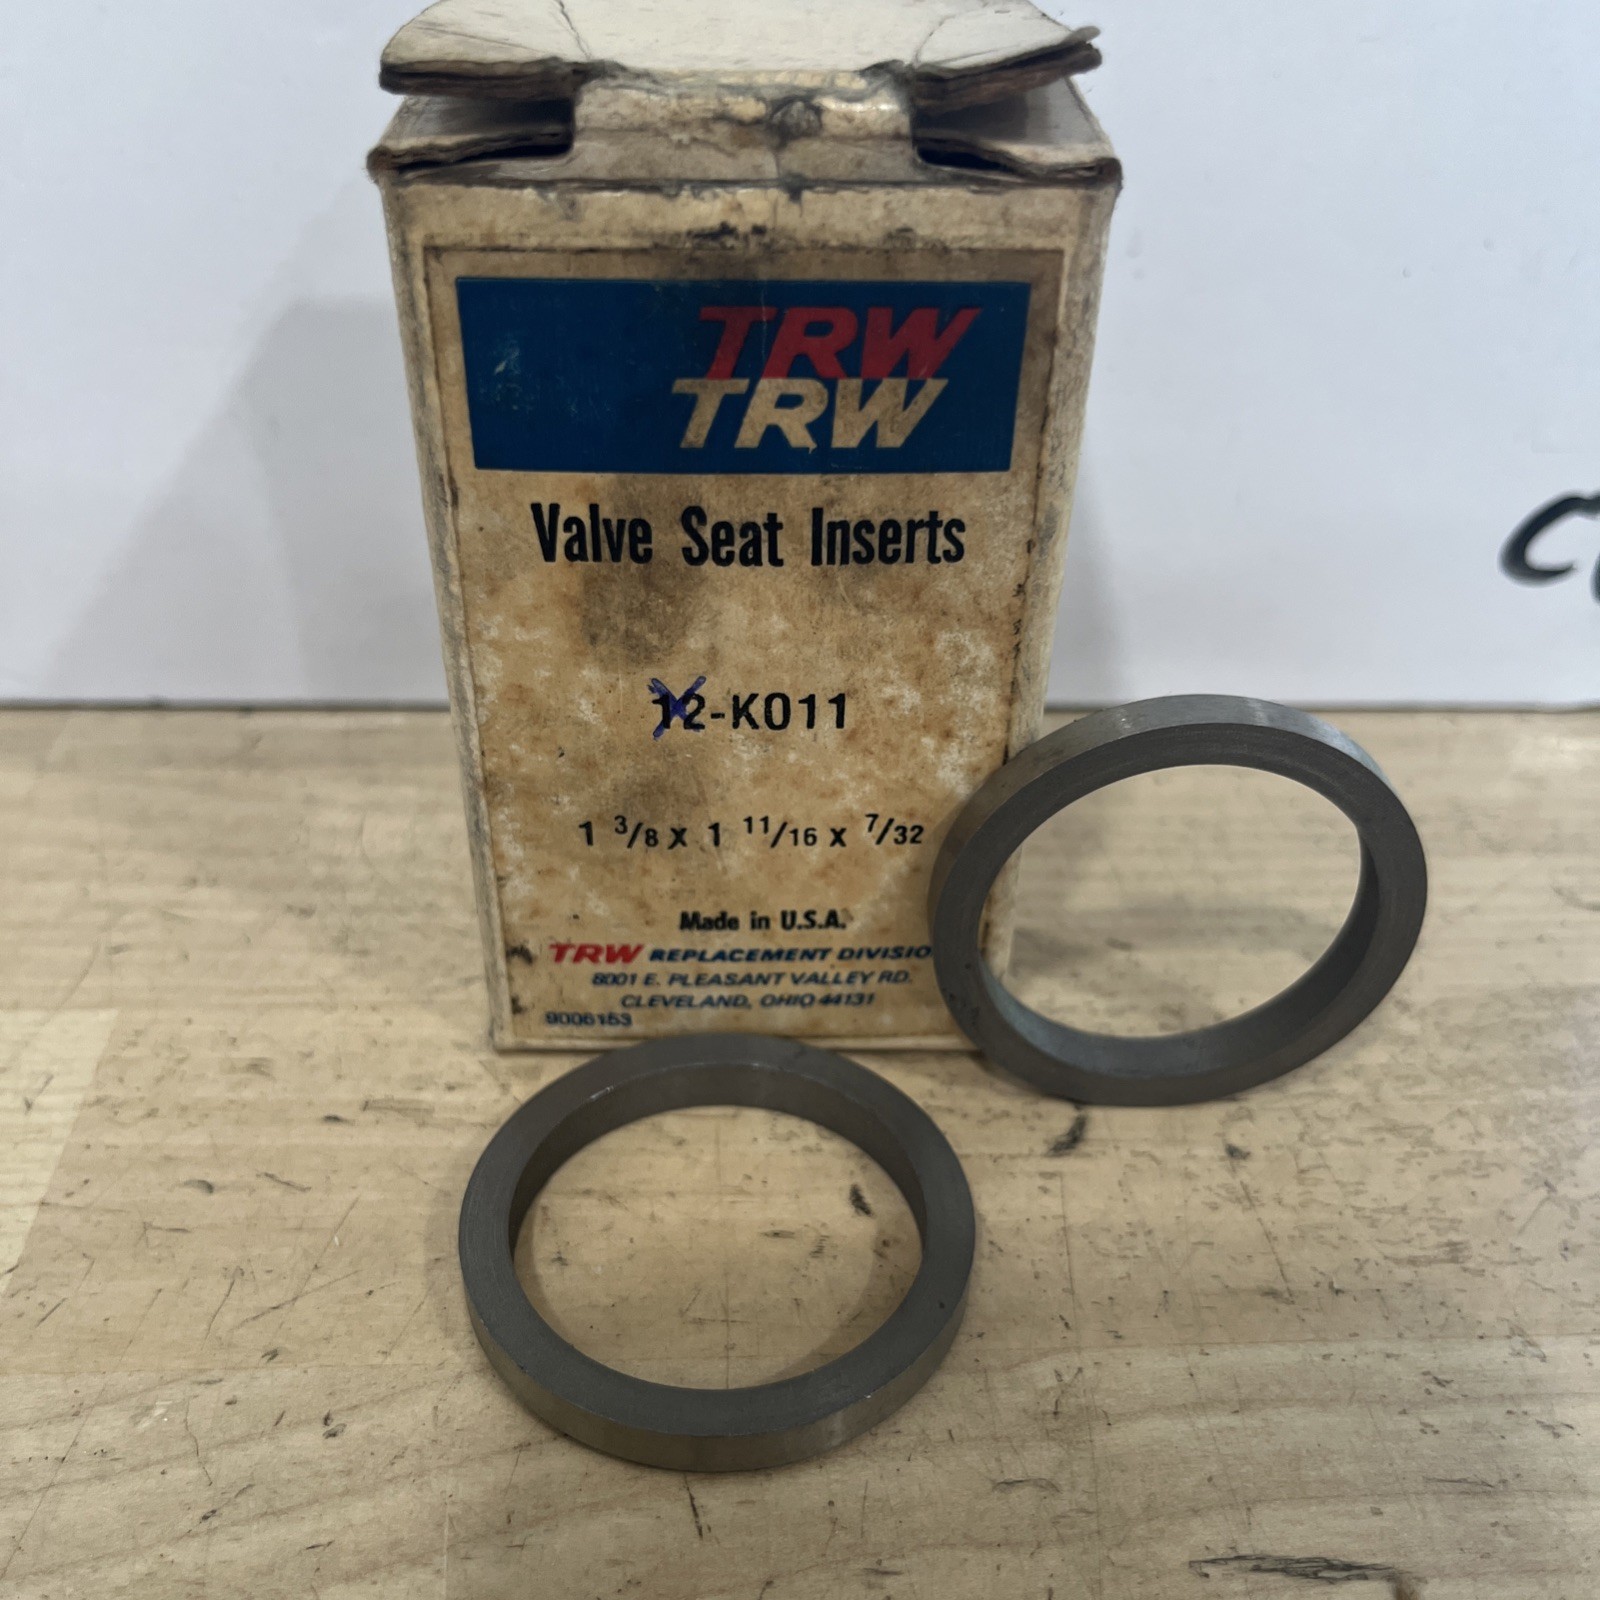 TRW
TRW
Valve Seat Inserts
12-K011
1 3/8 x 1 11/16 x 7/32
Made in U.S.A.
TRW REPLACEMENT DIVISIO
8001 E. PLEASANT VALLEY RD.
CLEVELAND, OHIO 44131
9006153